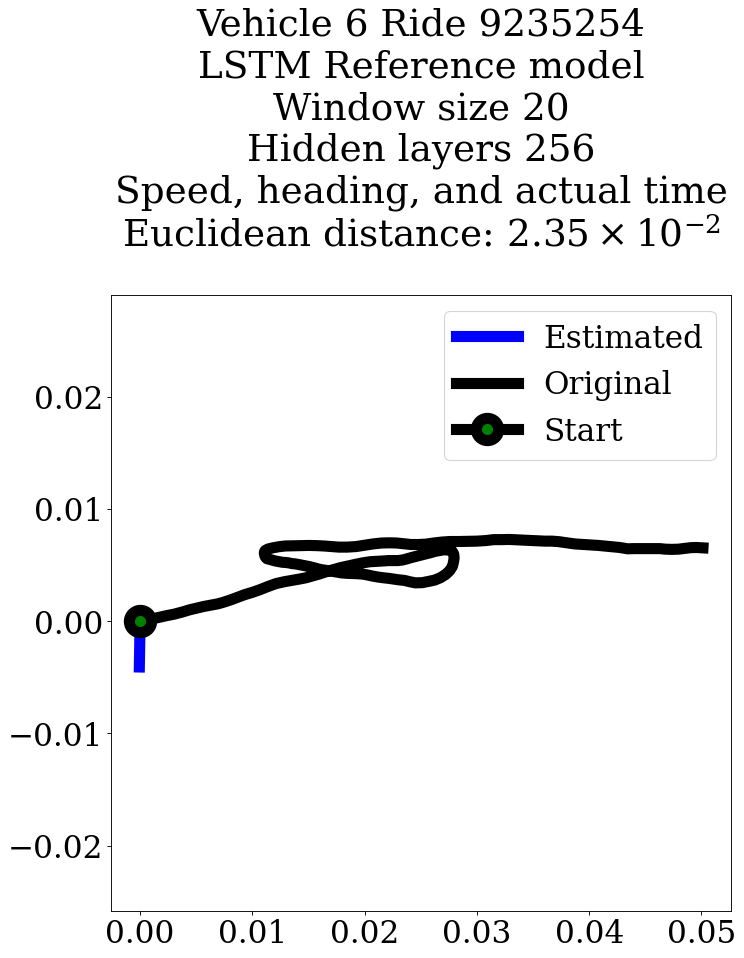 Vehicle 6 Ride 9235254
LSTM Reference model
Window size 20
Hidden layers 256
Speed, heading, and actual time
Euclidean distance: 2.35 × 10⁻²
Estimated
Original
Start
0.02
0.01
0.00
−0.01
−0.02
0.00 0.01 0.02 0.03 0.04 0.05